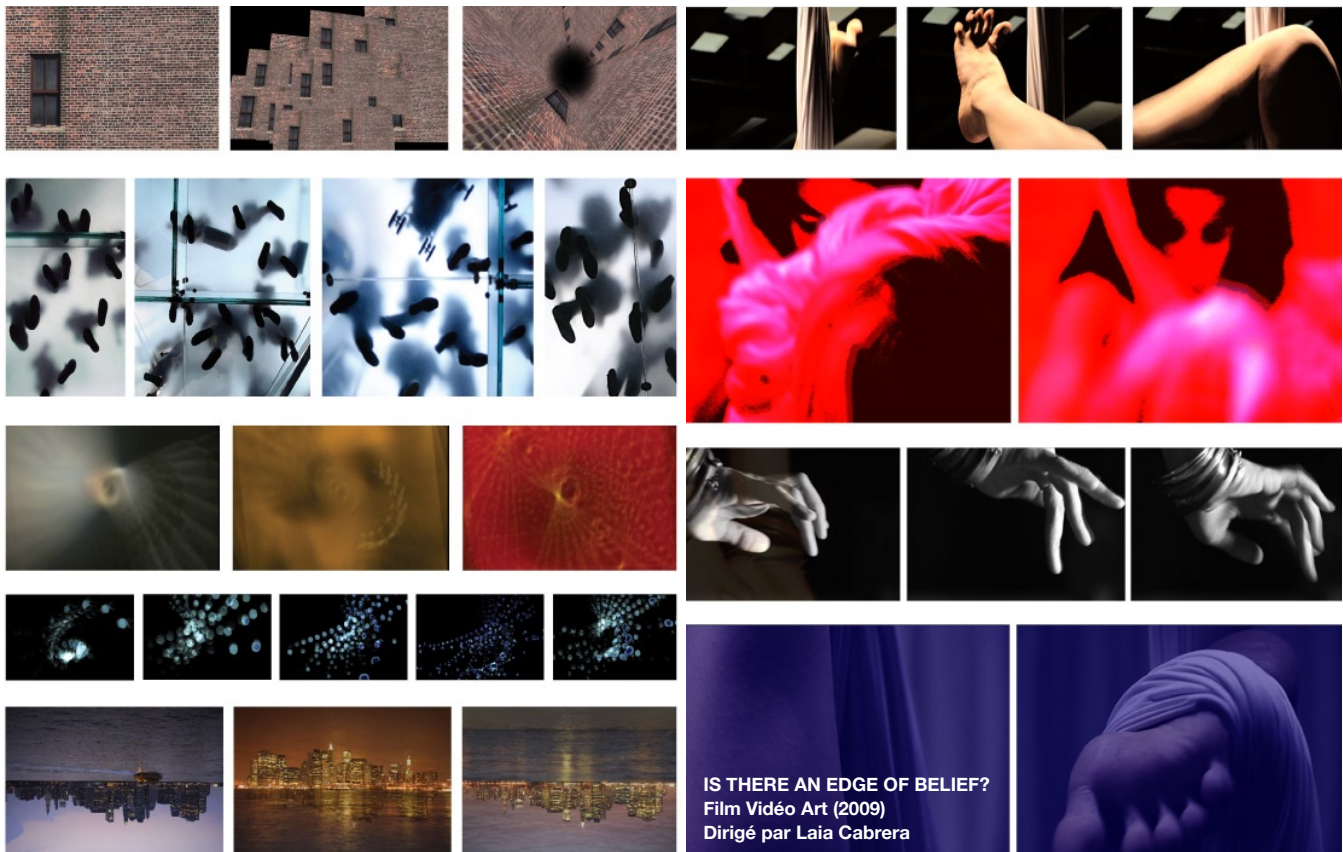 IS THERE AN EDGE OF BELIEF?
Film Vidéo Art (2009)
Dirigé par Laia Cabrera